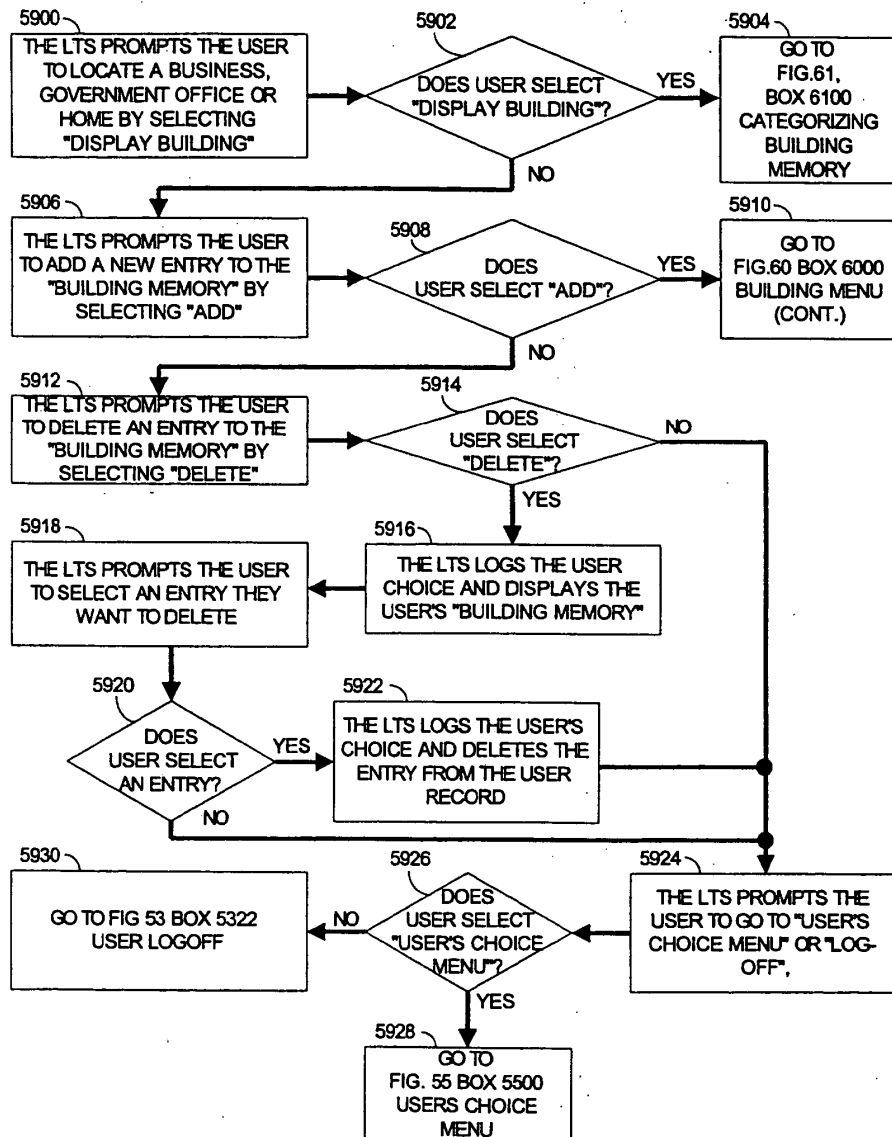 5900
THE LTS PROMPTS THE USER
TO LOCATE A BUSINESS,
GOVERNMENT OFFICE OR
HOME BY SELECTING
"DISPLAY BUILDING"
5902
DOES USER SELECT
"DISPLAY BUILDING"?
YES
NO
5904
GO TO
FIG.61,
BOX 6100
CATEGORIZING
BUILDING
MEMORY
5906
THE LTS PROMPTS THE USER
TO ADD A NEW ENTRY TO THE
"BUILDING MEMORY" BY
SELECTING "ADD"
5908
DOES
USER SELECT "ADD"?
YES
NO
5910
GO TO
FIG.60 BOX 6000
BUILDING MENU
(CONT.)
5912
THE LTS PROMPTS THE USER
TO DELETE AN ENTRY TO THE
"BUILDING MEMORY" BY
SELECTING "DELETE"
5914
DOES
USER SELECT
"DELETE"?
NO
YES
5916
THE LTS LOGS THE USER
CHOICE AND DISPLAYS THE
USER'S "BUILDING MEMORY"
5918
THE LTS PROMPTS THE USER
TO SELECT AN ENTRY THEY
WANT TO DELETE
5920
DOES
USER SELECT
AN ENTRY?
YES
NO
5922
THE LTS LOGS THE USER'S
CHOICE AND DELETES THE
ENTRY FROM THE USER
RECORD
5924
THE LTS PROMPTS THE
USER TO GO TO "USER'S
CHOICE MENU" OR "LOG-
OFF",
5926
DOES
USER SELECT
"USER'S CHOICE
MENU"?
NO
YES
5930
GO TO FIG 53 BOX 5322
USER LOGOFF
5928
GO TO
FIG. 55 BOX 5500
USERS CHOICE
MENU